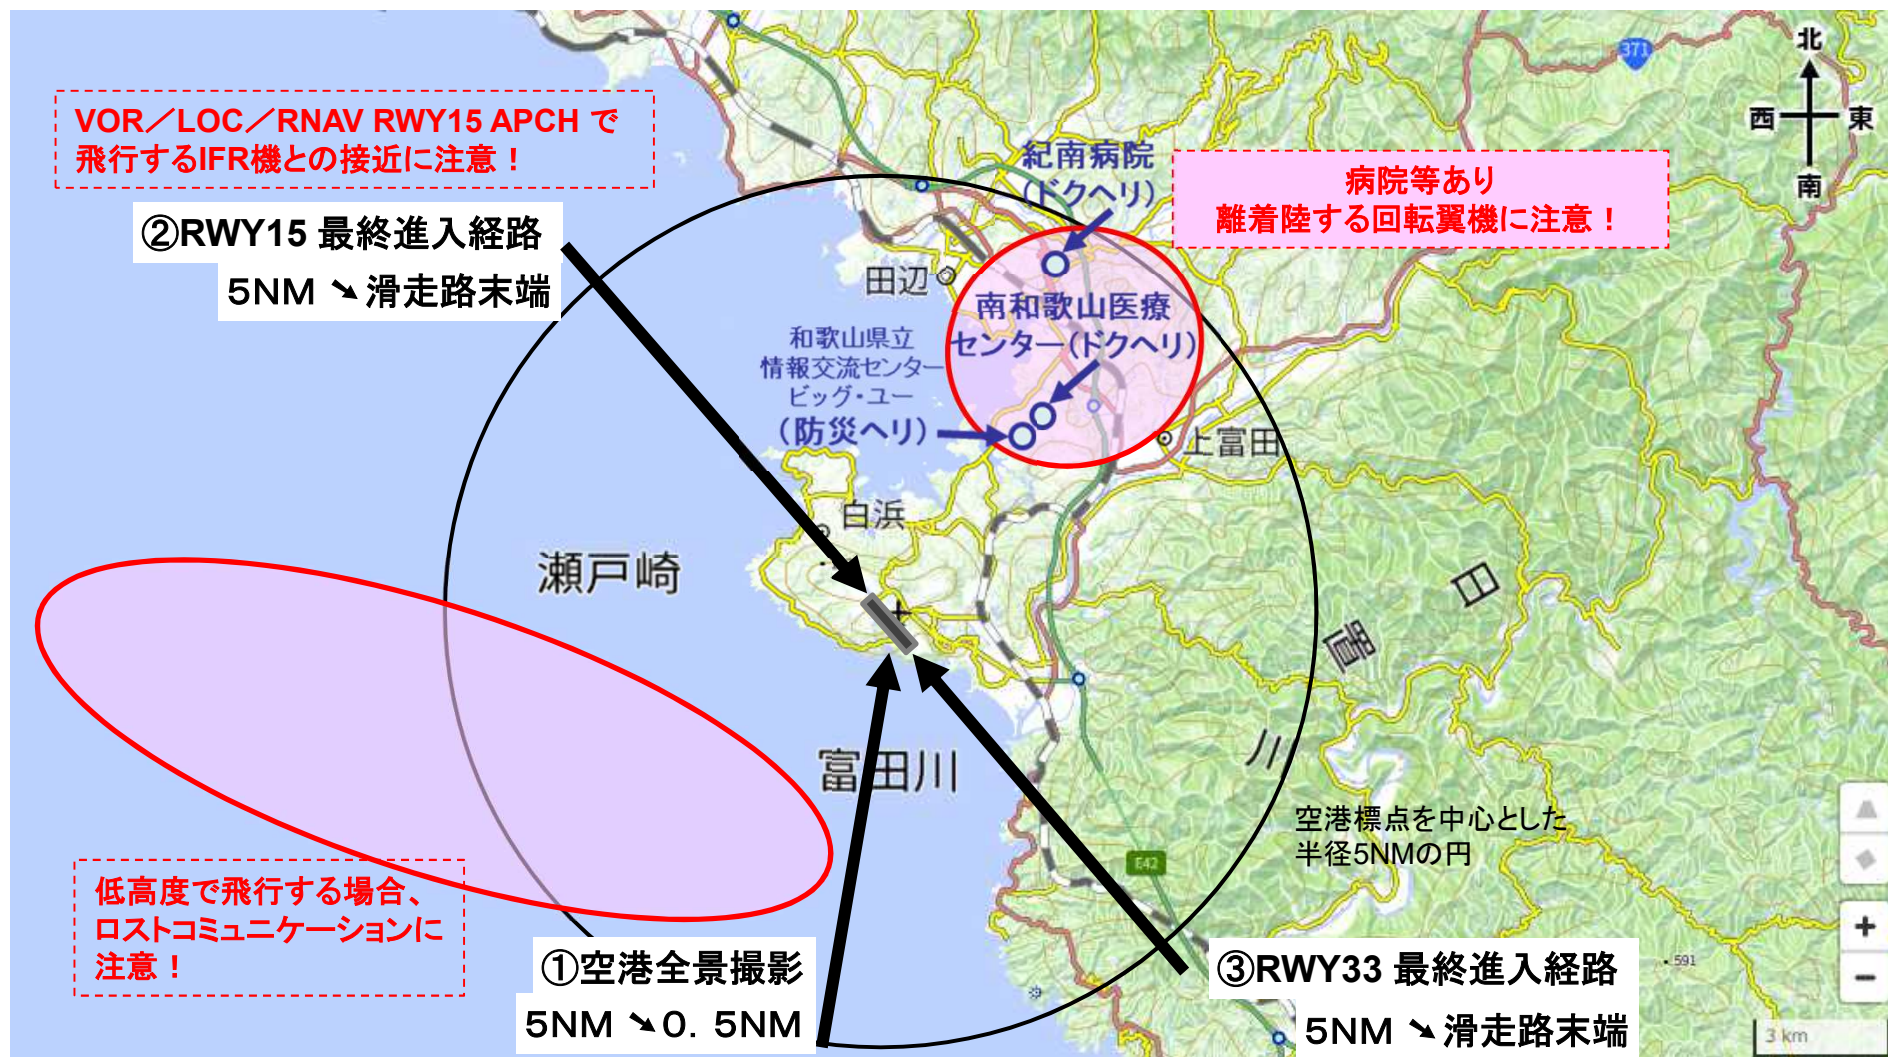 371
北
西 東
南
VOR／LOC／RNAV RWY15 APCH で
飛行するIFR機との接近に注意！
紀南病院
（ドクヘリ）
病院等あり
離着陸する回転翼機に注意！
②RWY15 最終進入経路
5NM ➘滑走路末端
田辺
南和歌山医療
センター（ドクヘリ）
和歌山県立
情報交流センター
ビッグ・ユー
（防災ヘリ）
上富田
白浜
瀬戸崎
日
置
川
富田川
空港標点を中心とした
半径5NMの円
E42
低高度で飛行する場合、
ロストコミュニケーションに
注意！
①空港全景撮影
5NM ➘0．5NM
③RWY33 最終進入経路
5NM ➘滑走路末端
591
3 km